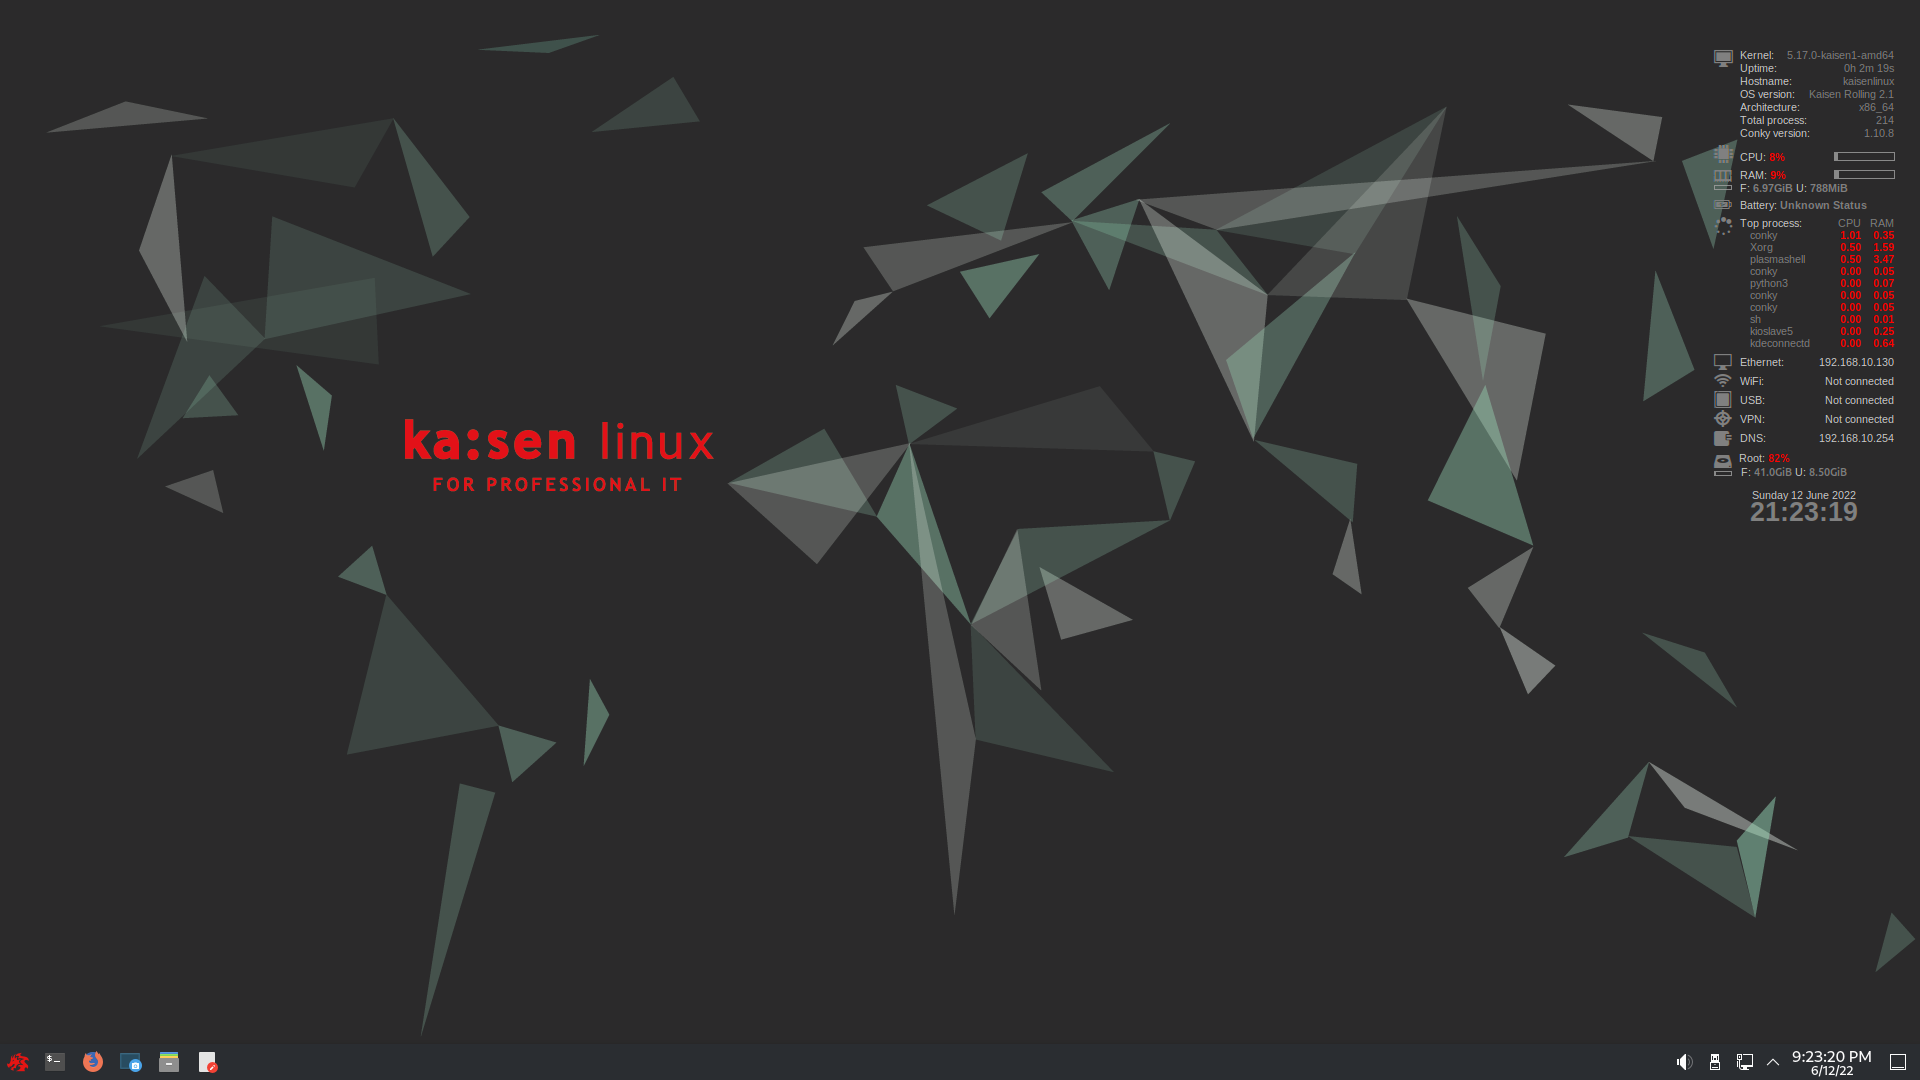 ka:sen linux
FOR PROFESSIONAL IT
Kernel: 5.17.0-kaisen1-amd64
Uptime: 0h 2m 19s
Hostname: kaisenlinux
OS version: Kaisen Rolling 2.1
Architecture: x86_64
Total process: 214
Conky version: 1.10.8
CPU: 8%
RAM: 9%
F: 6.97GiB U: 788MiB
Battery: Unknown Status
Top process: CPU RAM
conky 1.01 0.35
Xorg 0.50 1.59
plasmashell 0.50 3.47
conky 0.00 0.05
python3 0.00 0.07
conky 0.00 0.05
conky 0.00 0.05
sh 0.00 0.01
kioslave5 0.00 0.25
kdeconnectd 0.00 0.64
Ethernet: 192.168.10.130
WiFi: Not connected
USB: Not connected
VPN: Not connected
DNS: 192.168.10.254
Root: 82%
F: 41.0GiB U: 8.50GiB
Sunday 12 June 2022
21:23:19
$-
9:23:20 PM
6/12/22